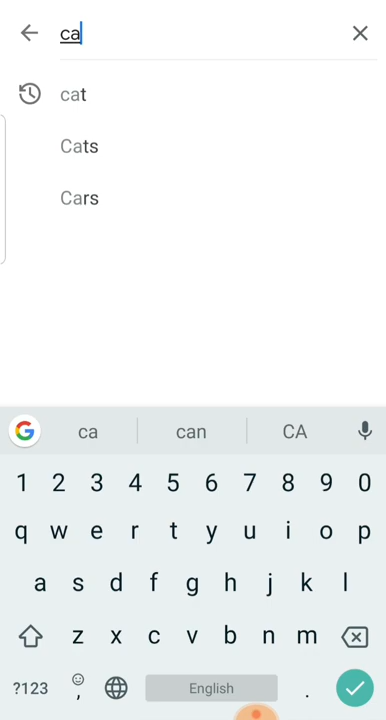 ca
cat
Cats
Cars
ca can CA
1 2 3 4 5 6 7 8 9 0
q w e r t y u i o p
a s d f g h j k l
z x c v b n m
?123 , English .